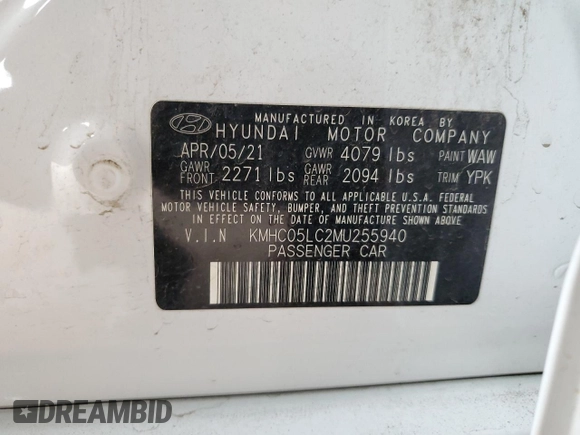 MANUFACTURED IN KOREA BY
HYUNDAI MOTOR COMPANY
APR/05/21 GVWR 4079 lbs PAINT WAW
GAWR FRONT 2271 lbs GAWR REAR 2094 lbs TRIM YPK
THIS VEHICLE CONFORMS TO ALL APPLICABLE U.S.A. FEDERAL
MOTOR VEHICLE SAFETY, BUMPER, AND THEFT PREVENTION STANDARDS
IN EFFECT ON THE DATE OF MANUFACTURE SHOWN ABOVE
V.I.N KMHC05LC2MU255940
PASSENGER CAR
DREAMBID